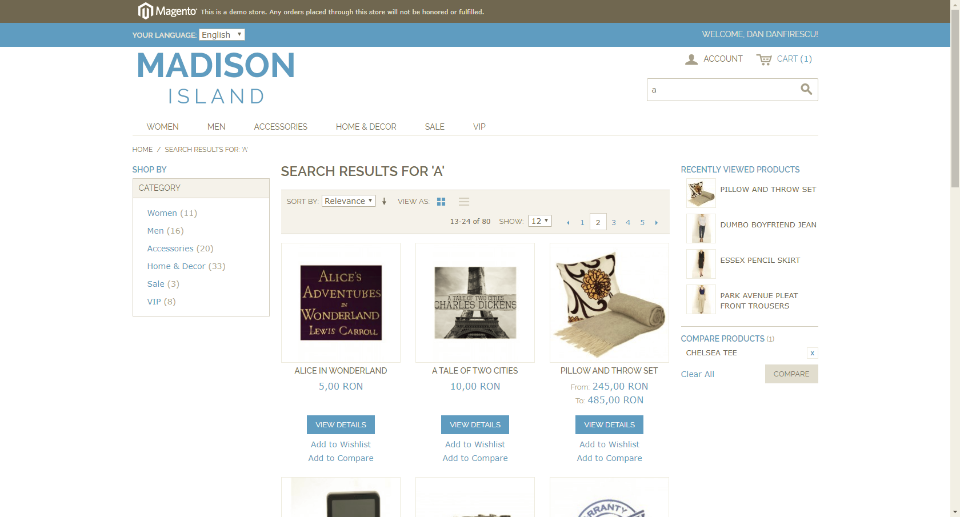 Magento This is a demo store. Any orders placed through this store will not be honored or fulfilled.
YOUR LANGUAGE: English
WELCOME, DAN DANFIRESCU!
MADISON
ISLAND
ACCOUNT CART (1)
a
WOMEN MEN ACCESSORIES HOME & DECOR SALE VIP
HOME / SEARCH RESULTS FOR: 'A'
SHOP BY
CATEGORY
Women (11)
Men (16)
Accessories (20)
Home & Decor (33)
Sale (3)
VIP (8)
SEARCH RESULTS FOR 'A'
SORT BY: Relevance VIEW AS:
13-24 of 80 SHOW: 12 1 2 3 4 5
ALICE'S
ADVENTURES
IN
WONDERLAND
LEWIS CARROLL
A TALE OF TWO CITIES
CHARLES DICKENS
ALICE IN WONDERLAND
5,00 RON
VIEW DETAILS
Add to Wishlist
Add to Compare
A TALE OF TWO CITIES
10,00 RON
VIEW DETAILS
Add to Wishlist
Add to Compare
PILLOW AND THROW SET
From: 245,00 RON
To: 485,00 RON
VIEW DETAILS
Add to Wishlist
Add to Compare
RECENTLY VIEWED PRODUCTS
PILLOW AND THROW SET
DUMBO BOYFRIEND JEAN
ESSEX PENCIL SKIRT
PARK AVENUE PLEAT
FRONT TROUSERS
COMPARE PRODUCTS (1)
CHELSEA TEE x
Clear All COMPARE